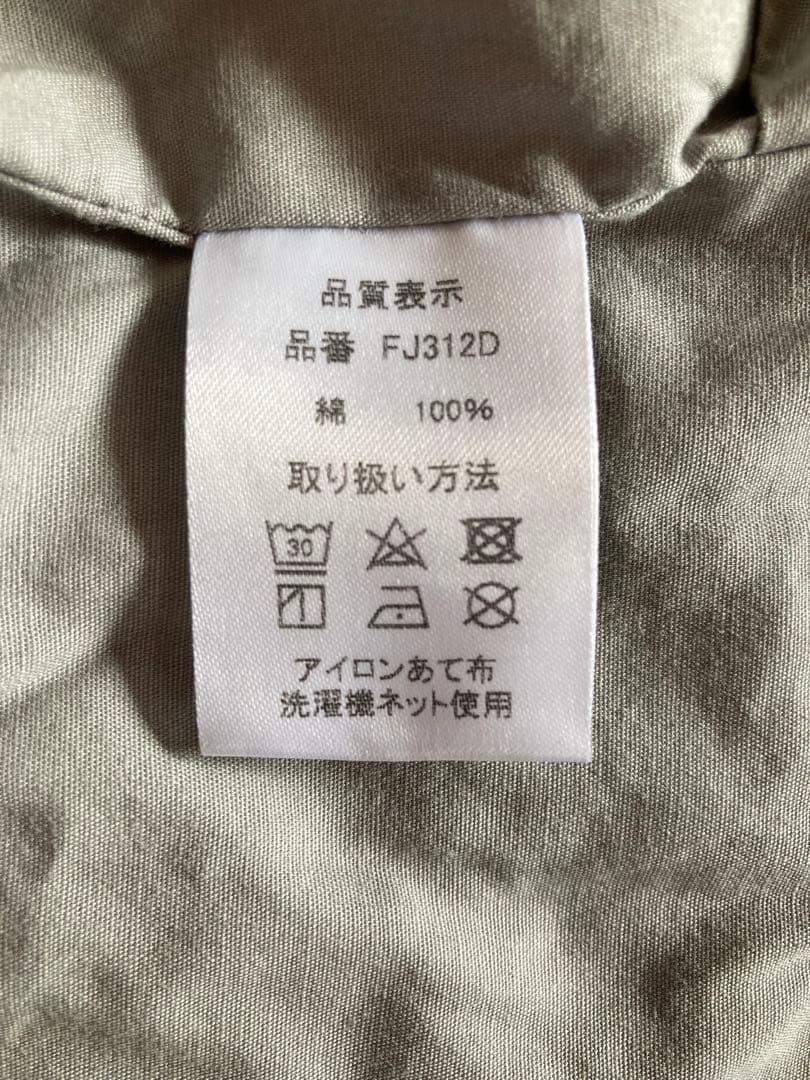 品質表示
品番 FJ312D
綿 100%
取り扱い方法
30
アイロンあて布
洗濯機ネット使用